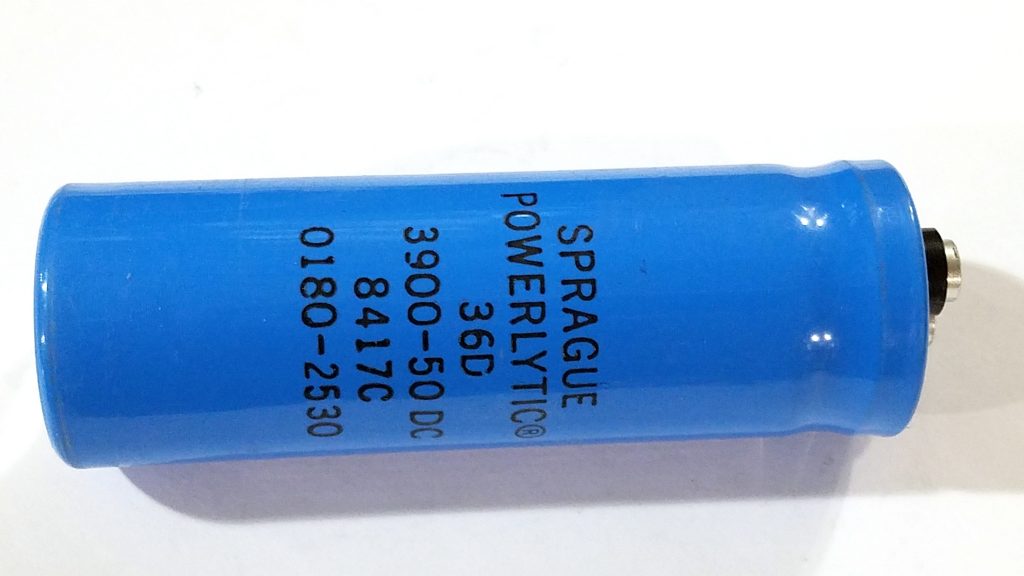 SPRAGUE
POWERLYTIC®
36D
3900-50 DC
8417C
0180-2530